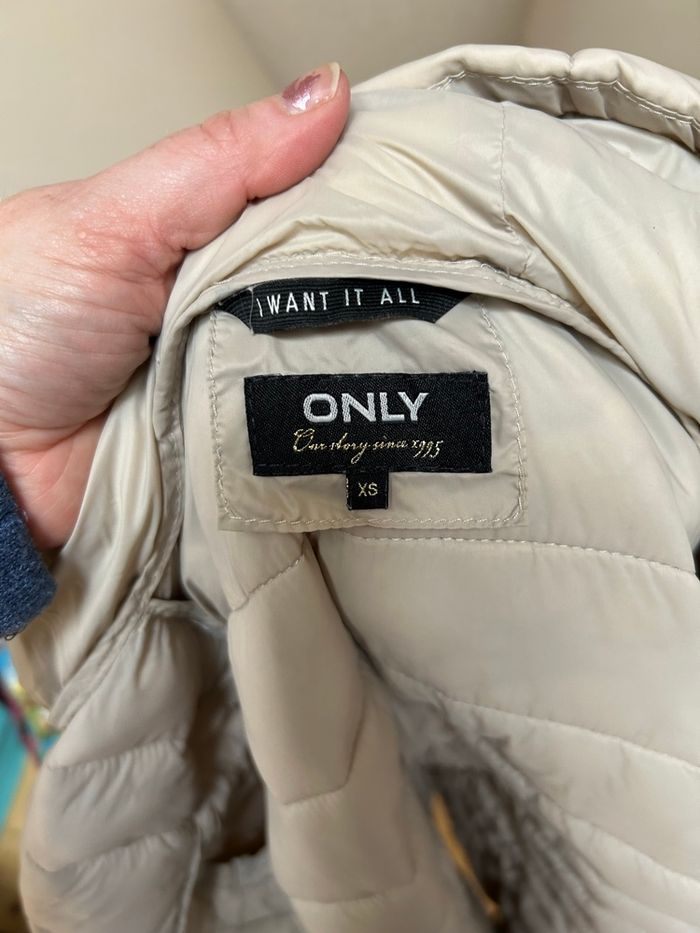 I WANT IT ALL
ONLY
Our story since 1995
XS